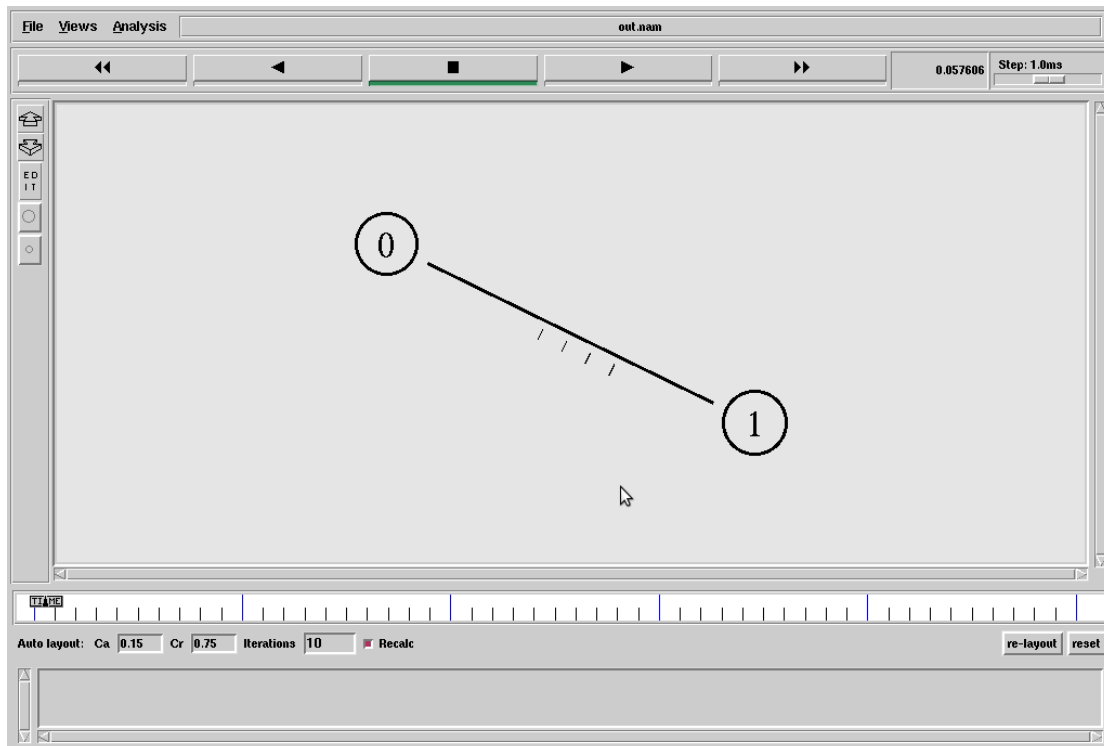 File Views Analysis out.nam
0.057606 Step: 1.0ms
ED
IT
0
1
TIME
Auto layout: Ca 0.15 Cr 0.75 Iterations 10 Recalc re-layout reset